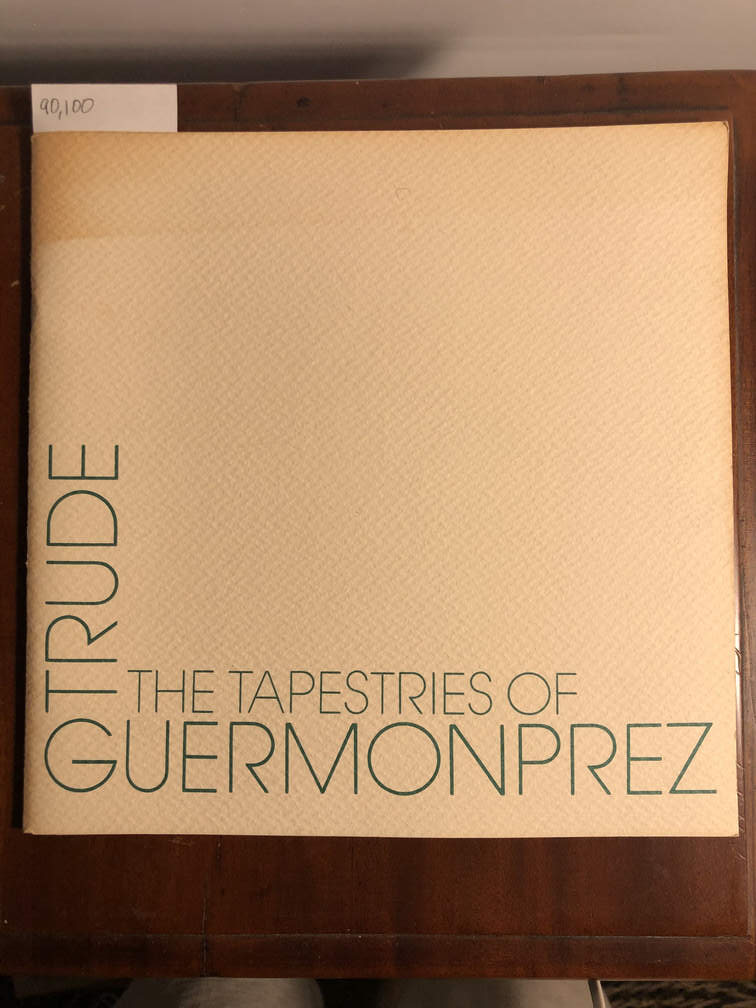 90,100
TRUDE
THE TAPESTRIES OF
GUERMONPREZ